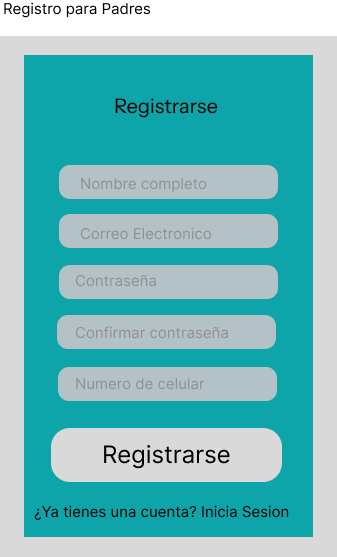 Registro para Padres
Registrarse
Nombre completo
Correo Electronico
Contraseña
Confirmar contraseña
Numero de celular
Registrarse
¿Ya tienes una cuenta? Inicia Sesion